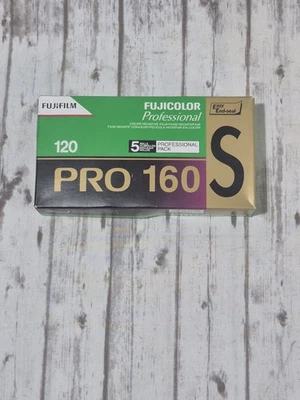 FUJIFILM
FUJICOLOR
Professional
Easy
End-seal
120
5
PROFESSIONAL
PACK
PRO 160 S